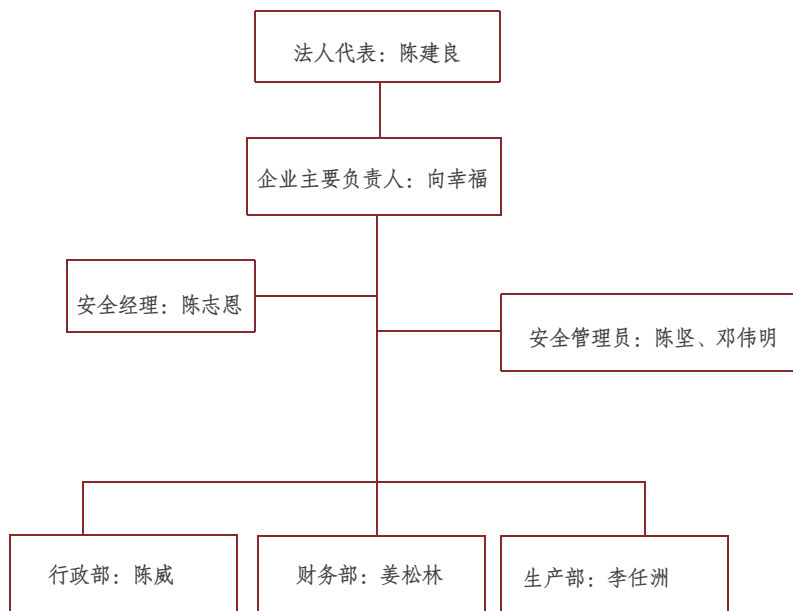 法人代表：陈建良
企业主要负责人：向幸福
安全经理：陈志恩
安全管理员：陈坚、邓伟明
行政部：陈威
财务部：姜松林
生产部：李任洲